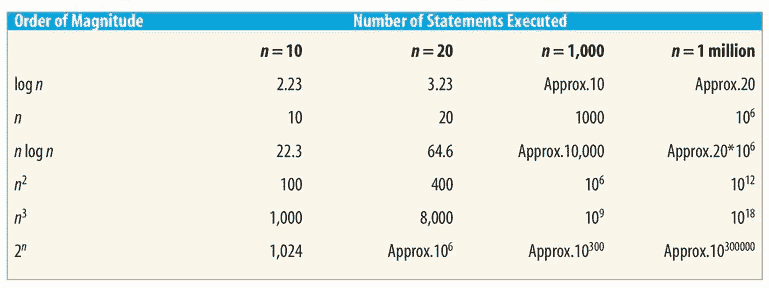 Order of Magnitude Number of Statements Executed
n = 10 n = 20 n = 1,000 n = 1 million
log n 2.23 3.23 Approx.10 Approx.20
n 10 20 1000 10⁶
n log n 22.3 64.6 Approx.10,000 Approx.20*10⁶
n² 100 400 10⁶ 10¹²
n³ 1,000 8,000 10⁹ 10¹⁸
2ⁿ 1,024 Approx.10⁶ Approx.10³⁰⁰ Approx.10³⁰⁰⁰⁰⁰